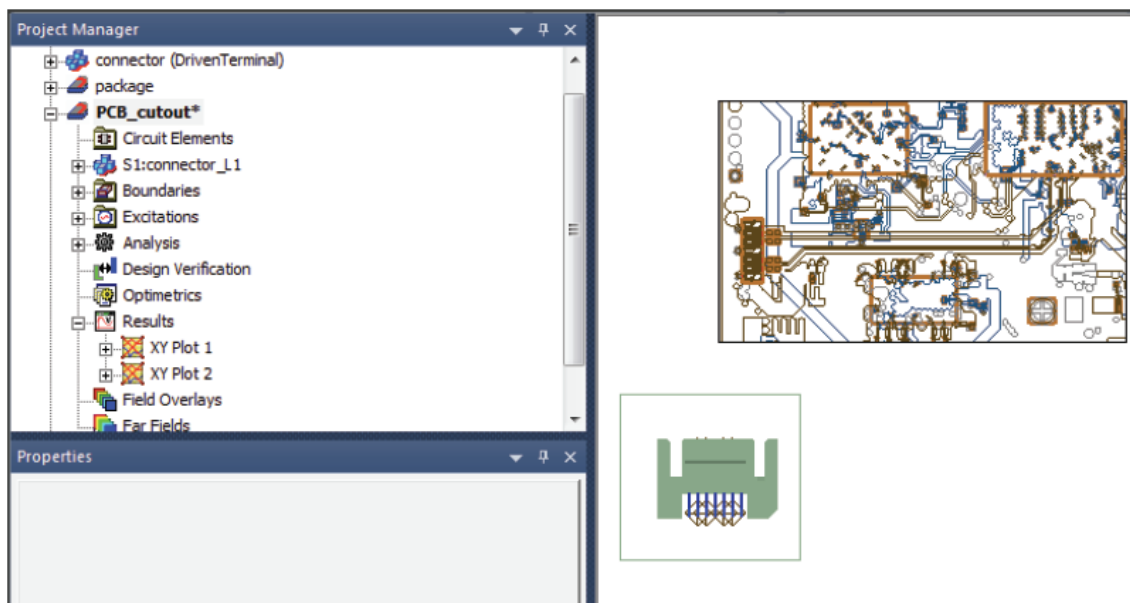 Project Manager
connector (DrivenTerminal)
package
PCB_cutout*
Circuit Elements
S1:connector_L1
Boundaries
Excitations
Analysis
Design Verification
Optimetrics
Results
XY Plot 1
XY Plot 2
Field Overlays
Far Fields
Properties